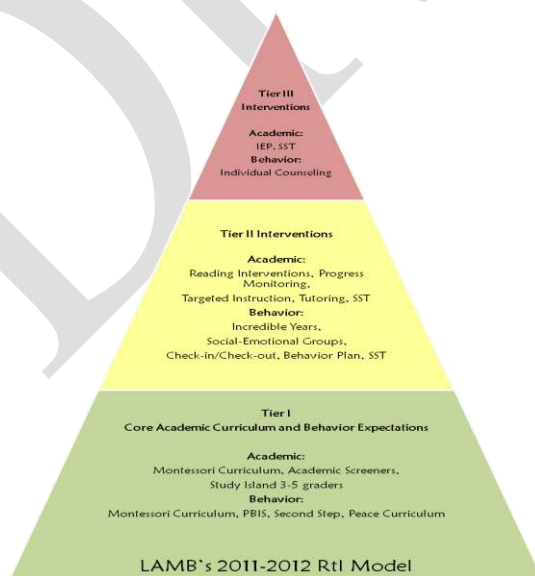 Tier III
Interventions
Academic:
IEP, SST
Behavior:
Individual Counseling
Tier II Interventions
Academic:
Reading Interventions, Progress
Monitoring,
Targeted Instruction, Tutoring, SST
Behavior:
Incredible Years,
Social-Emotional Groups,
Check-in/Check-out, Behavior Plan, SST
Tier I
Core Academic Curriculum and Behavior Expectations
Academic:
Montessori Curriculum, Academic Screeners,
Study Island 3-5 graders
Behavior:
Montessori Curriculum, PBIS, Second Step, Peace Curriculum
LAMB's 2011-2012 RtI Model